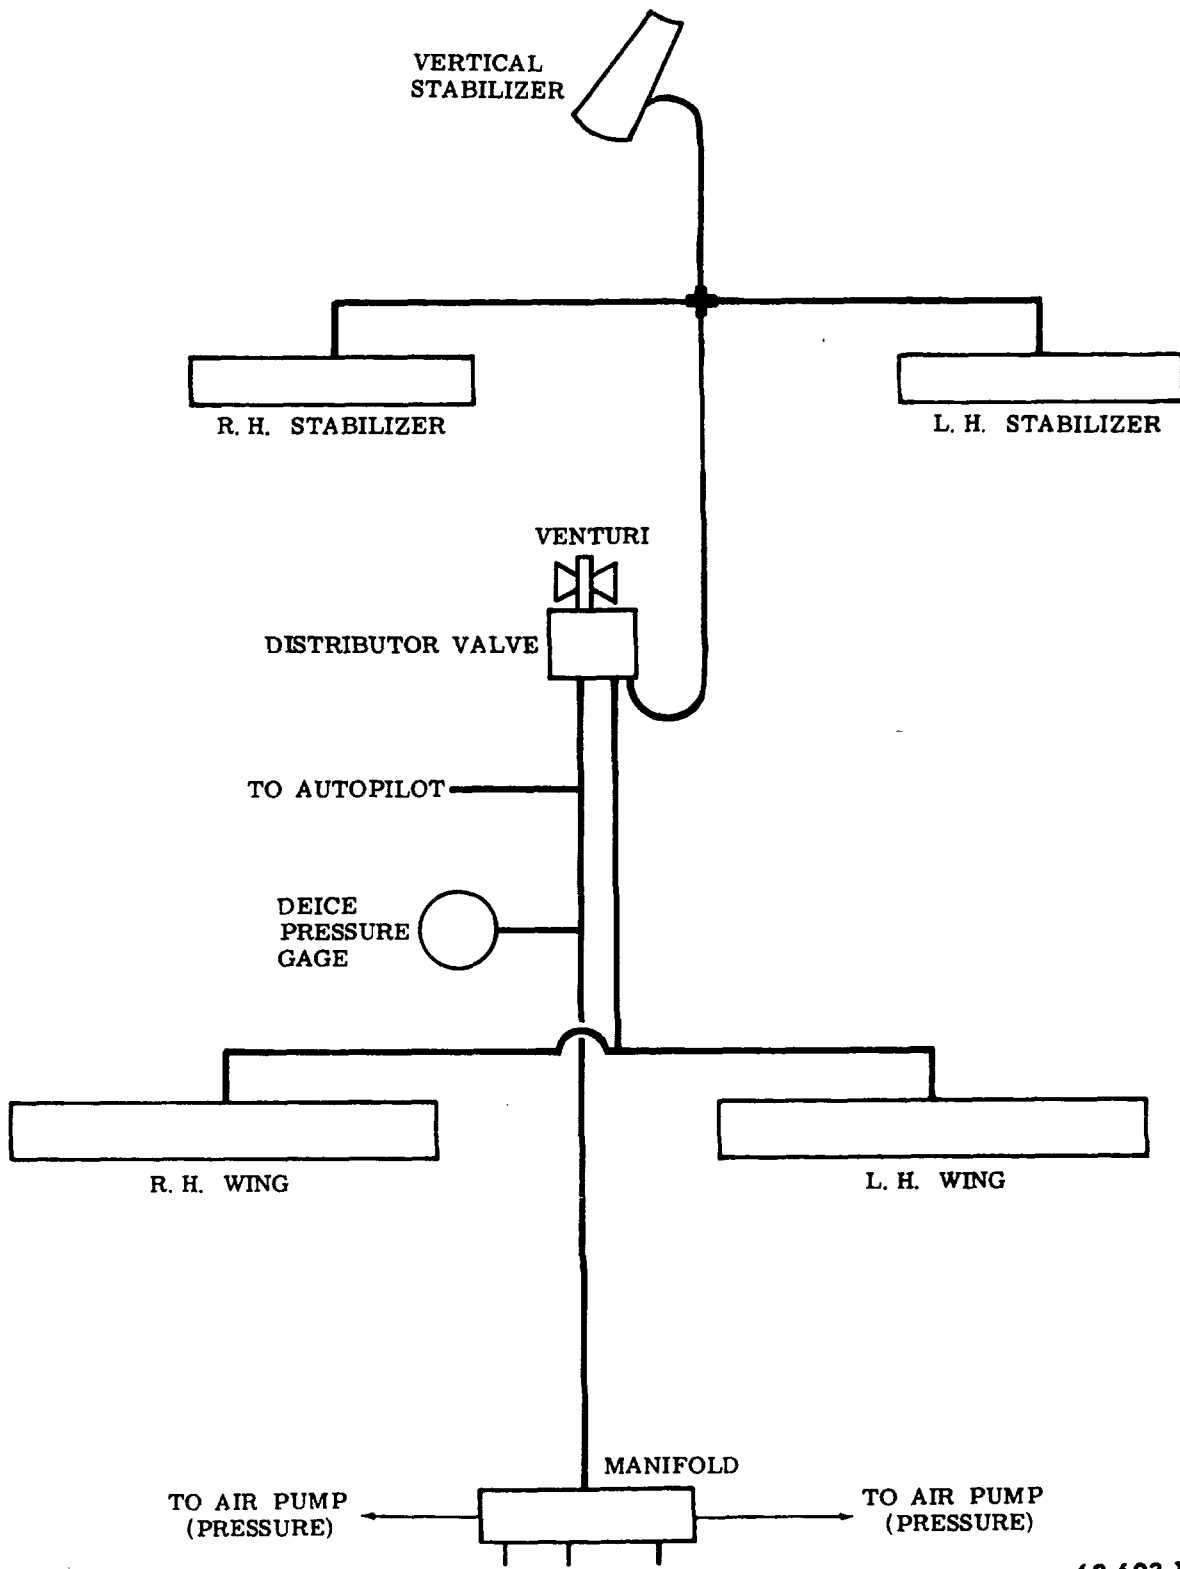 VERTICAL
STABILIZER
R. H. STABILIZER
L. H. STABILIZER
VENTURI
DISTRIBUTOR VALVE
TO AUTOPILOT
DEICE
PRESSURE
GAGE
R. H. WING
L. H. WING
MANIFOLD
TO AIR PUMP
(PRESSURE)
TO AIR PUMP
(PRESSURE)